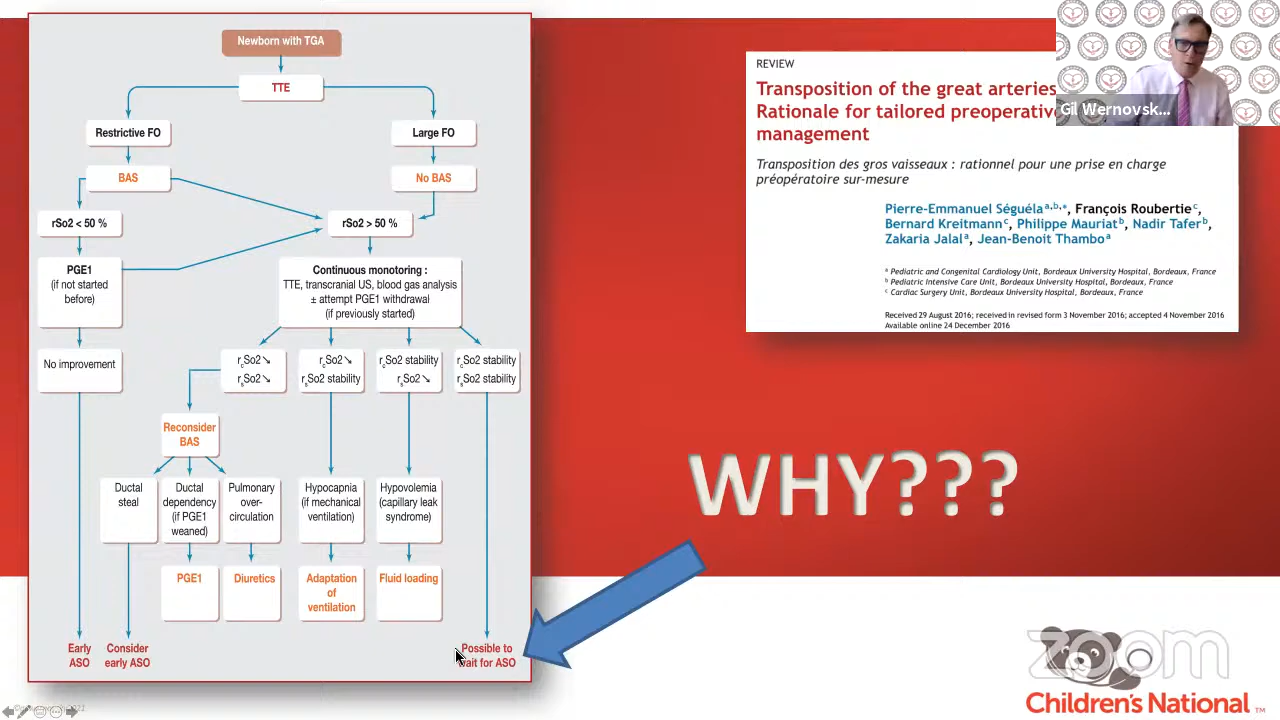 Newborn with TGA
TTE
Restrictive FO
Large FO
BAS
No BAS
rSo2 < 50 %
rSo2 > 50 %
PGE1
(if not started
before)
Continuous monotoring :
TTE, transcranial US, blood gas analysis
± attempt PGE1 withdrawal
(if previously started)
No improvement
rcSo2↘
rsSo2↘
rcSo2↘
rsSo2 stability
rcSo2 stability
rsSo2↘
rcSo2 stability
rsSo2 stability
Reconsider
BAS
Ductal
steal
Ductal
dependency
(if PGE1
weaned)
Pulmonary
over-
circulation
Hypocapnia
(if mechanical
ventilation)
Hypovolemia
(capillary leak
syndrome)
PGE1
Diuretics
Adaptation
of
ventilation
Fluid loading
Early
ASO
Consider
early ASO
Possible to
wait for ASO
REVIEW
Transposition of the great arteries
Rationale for tailored preoperative
management
Transposition des gros vaisseaux : rationnel pour une prise en charge
préopératoire sur-mesure
Pierre-Emmanuel Séguéla a,b,*, François Roubertie c,
Bernard Kreitmann c, Philippe Mauriat b, Nadir Tafer b,
Zakaria Jalal a, Jean-Benoit Thambo a
a Pediatric and Congenital Cardiology Unit, Bordeaux University Hospital, Bordeaux, France
b Pediatric Intensive Care Unit, Bordeaux University Hospital, Bordeaux, France
c Cardiac Surgery Unit, Bordeaux University Hospital, Bordeaux, France
Received 29 August 2016; received in revised form 3 November 2016; accepted 4 November 2016
Available online 24 December 2016
Gil Wernovsk...
WHY???
zoom
Children's National ™